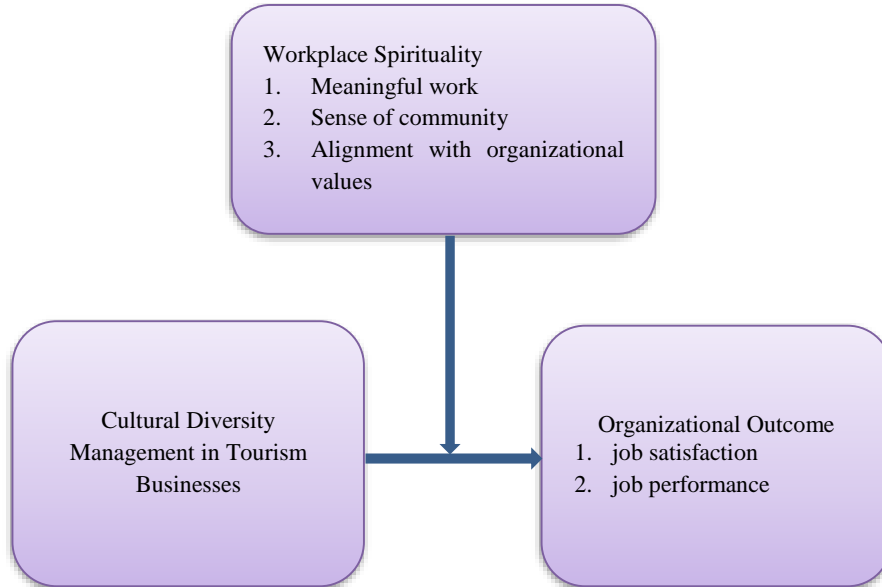 Workplace Spirituality
1. Meaningful work
2. Sense of community
3. Alignment with organizational
values
Cultural Diversity
Management in Tourism
Businesses
Organizational Outcome
1. job satisfaction
2. job performance